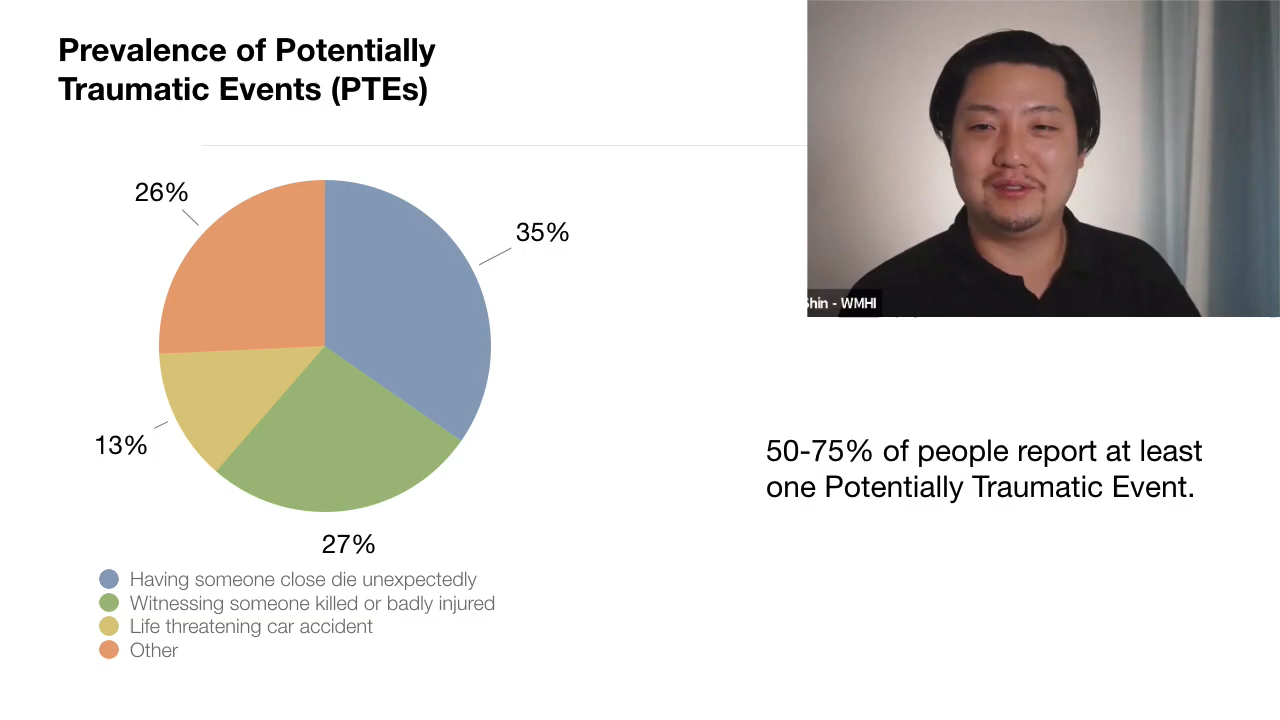 Prevalence of Potentially
Traumatic Events (PTEs)
26%
35%
13%
27%
Having someone close die unexpectedly
Witnessing someone killed or badly injured
Life threatening car accident
Other
Shin - WMHI
50-75% of people report at least
one Potentially Traumatic Event.